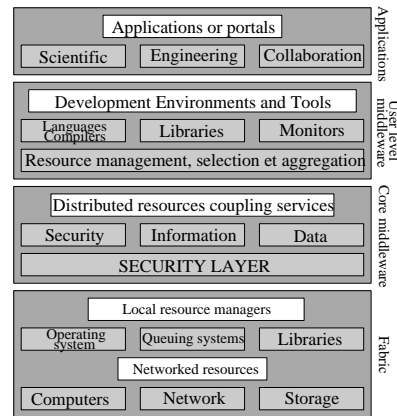 Applications or portals
Scientific Engineering Collaboration
Applications
Development Environments and Tools
Languages
Compilers
Libraries
Monitors
Resource management, selection et aggregation
User level
middleware
Distributed resources coupling services
Security Information Data
SECURITY LAYER
Core middleware
Local resource managers
Operating
system
Queuing systems
Libraries
Networked resources
Computers Network Storage
Fabric